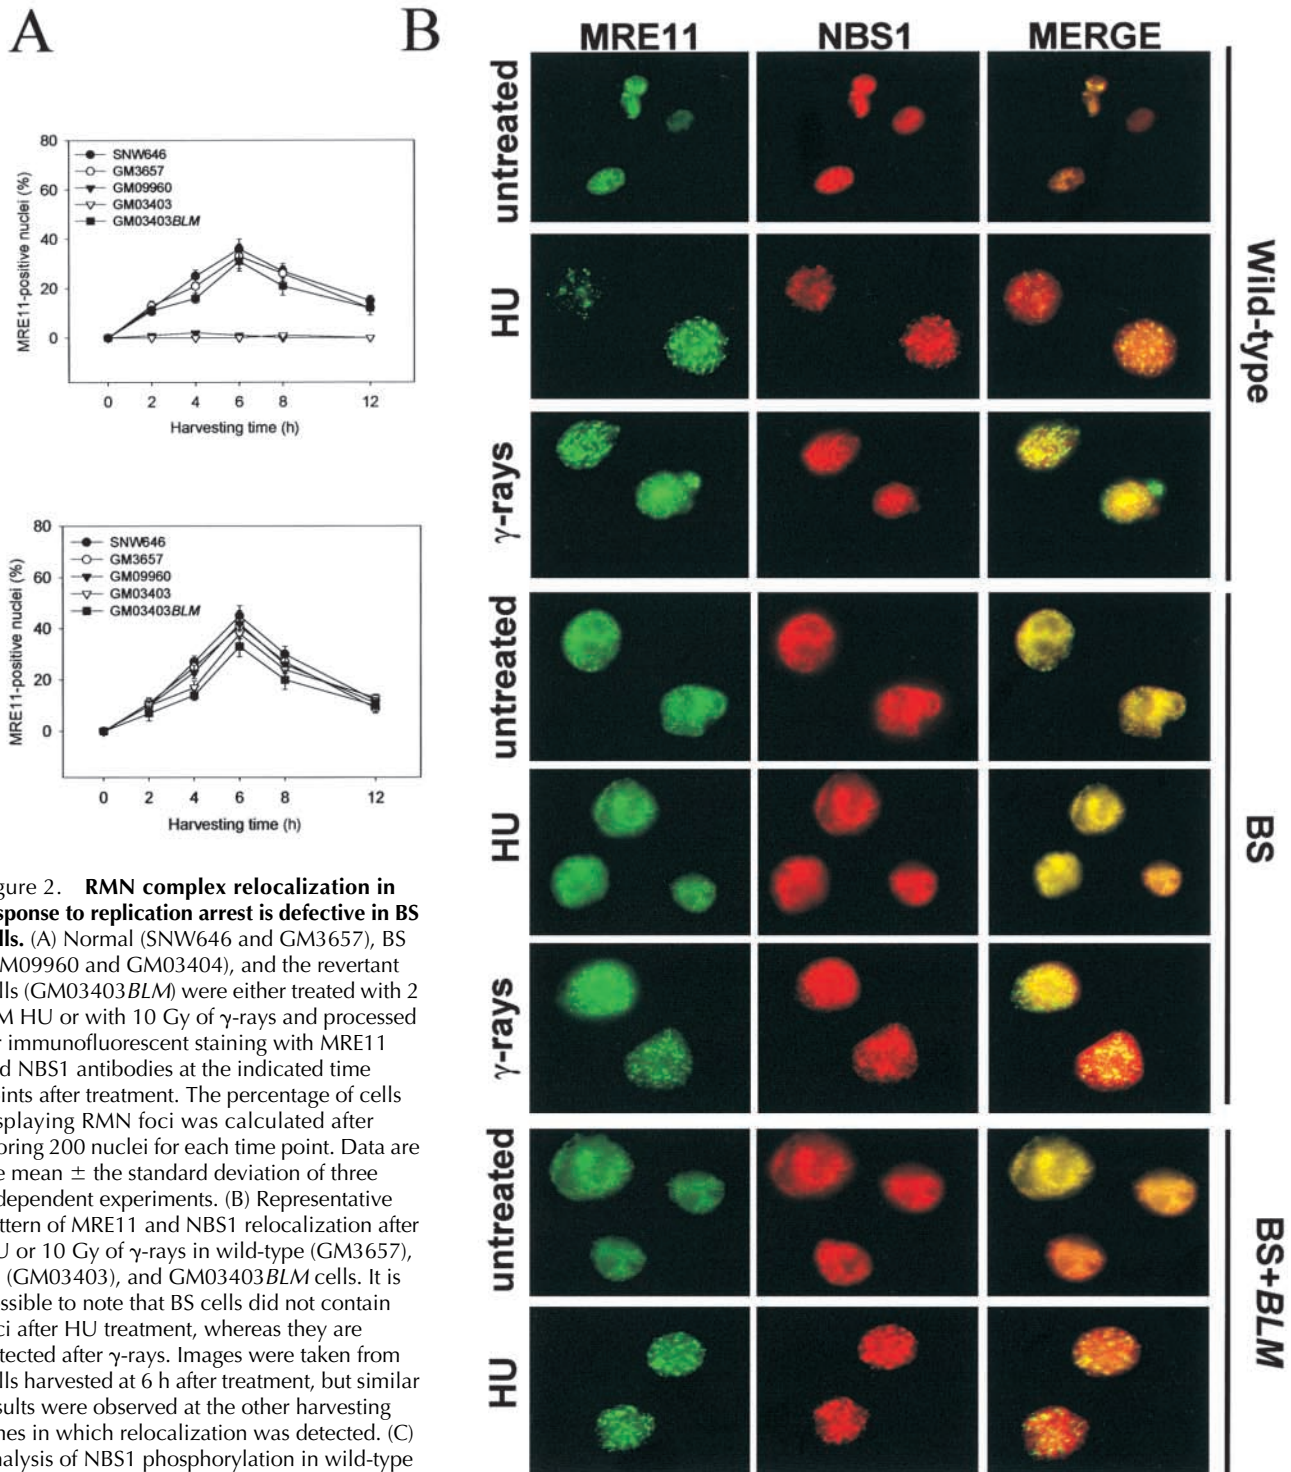 A
80
60
40
20
0
MRE11-positive nuclei (%)
SNW646
GM3657
GM09960
GM03403
GM03403BLM
0 2 4 6 8 12
Harvesting time (h)
80
60
40
20
0
MRE11-positive nuclei (%)
SNW646
GM3657
GM09960
GM03403
GM03403BLM
0 2 4 6 8 12
Harvesting time (h)
gure 2. RMN complex relocalization in
sponse to replication arrest is defective in BS
lls. (A) Normal (SNW646 and GM3657), BS
M09960 and GM03404), and the revertant
lls (GM03403BLM) were either treated with 2
M HU or with 10 Gy of γ-rays and processed
r immunofluorescent staining with MRE11
d NBS1 antibodies at the indicated time
ints after treatment. The percentage of cells
splaying RMN foci was calculated after
oring 200 nuclei for each time point. Data are
e mean ± the standard deviation of three
dependent experiments. (B) Representative
ttern of MRE11 and NBS1 relocalization after
U or 10 Gy of γ-rays in wild-type (GM3657),
(GM03403), and GM03403BLM cells. It is
ssible to note that BS cells did not contain
ci after HU treatment, whereas they are
tected after γ-rays. Images were taken from
lls harvested at 6 h after treatment, but similar
sults were observed at the other harvesting
nes in which relocalization was detected. (C)
nalysis of NBS1 phosphorylation in wild-type
B
MRE11 NBS1 MERGE
untreated
HU
γ-rays
Wild-type
untreated
HU
γ-rays
BS
untreated
HU
BS+BLM